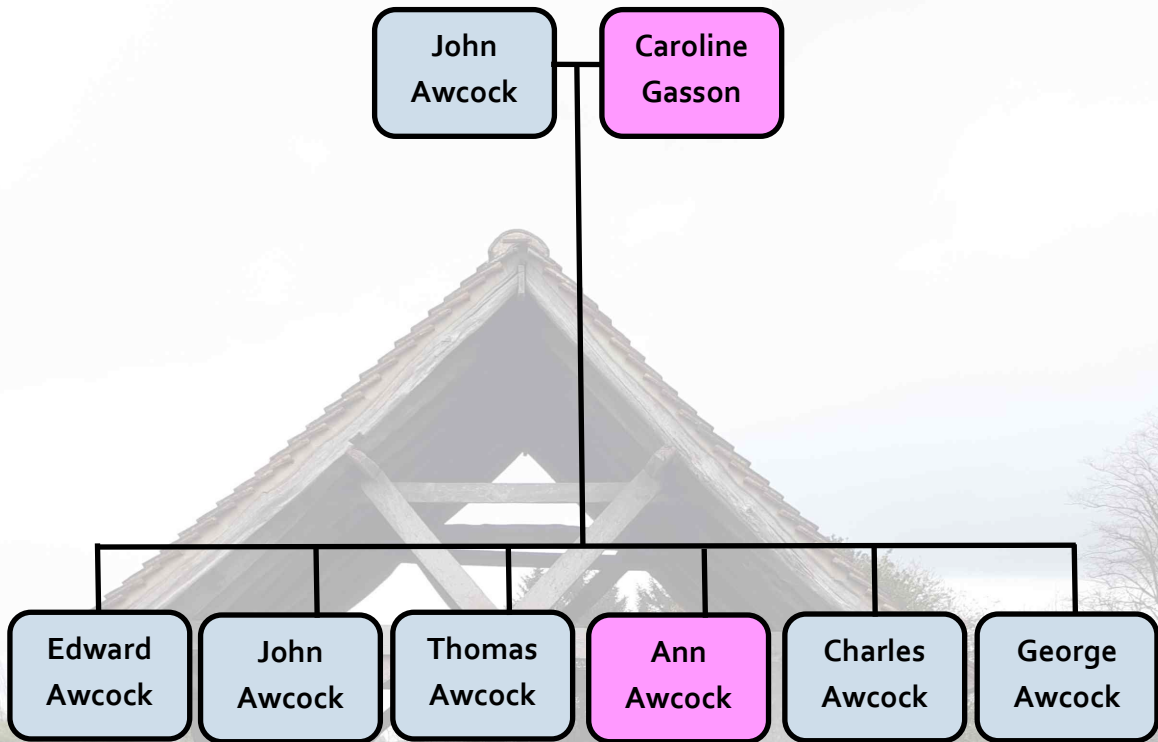 John
Awcock
Caroline
Gasson
Edward
Awcock
John
Awcock
Thomas
Awcock
Ann
Awcock
Charles
Awcock
George
Awcock